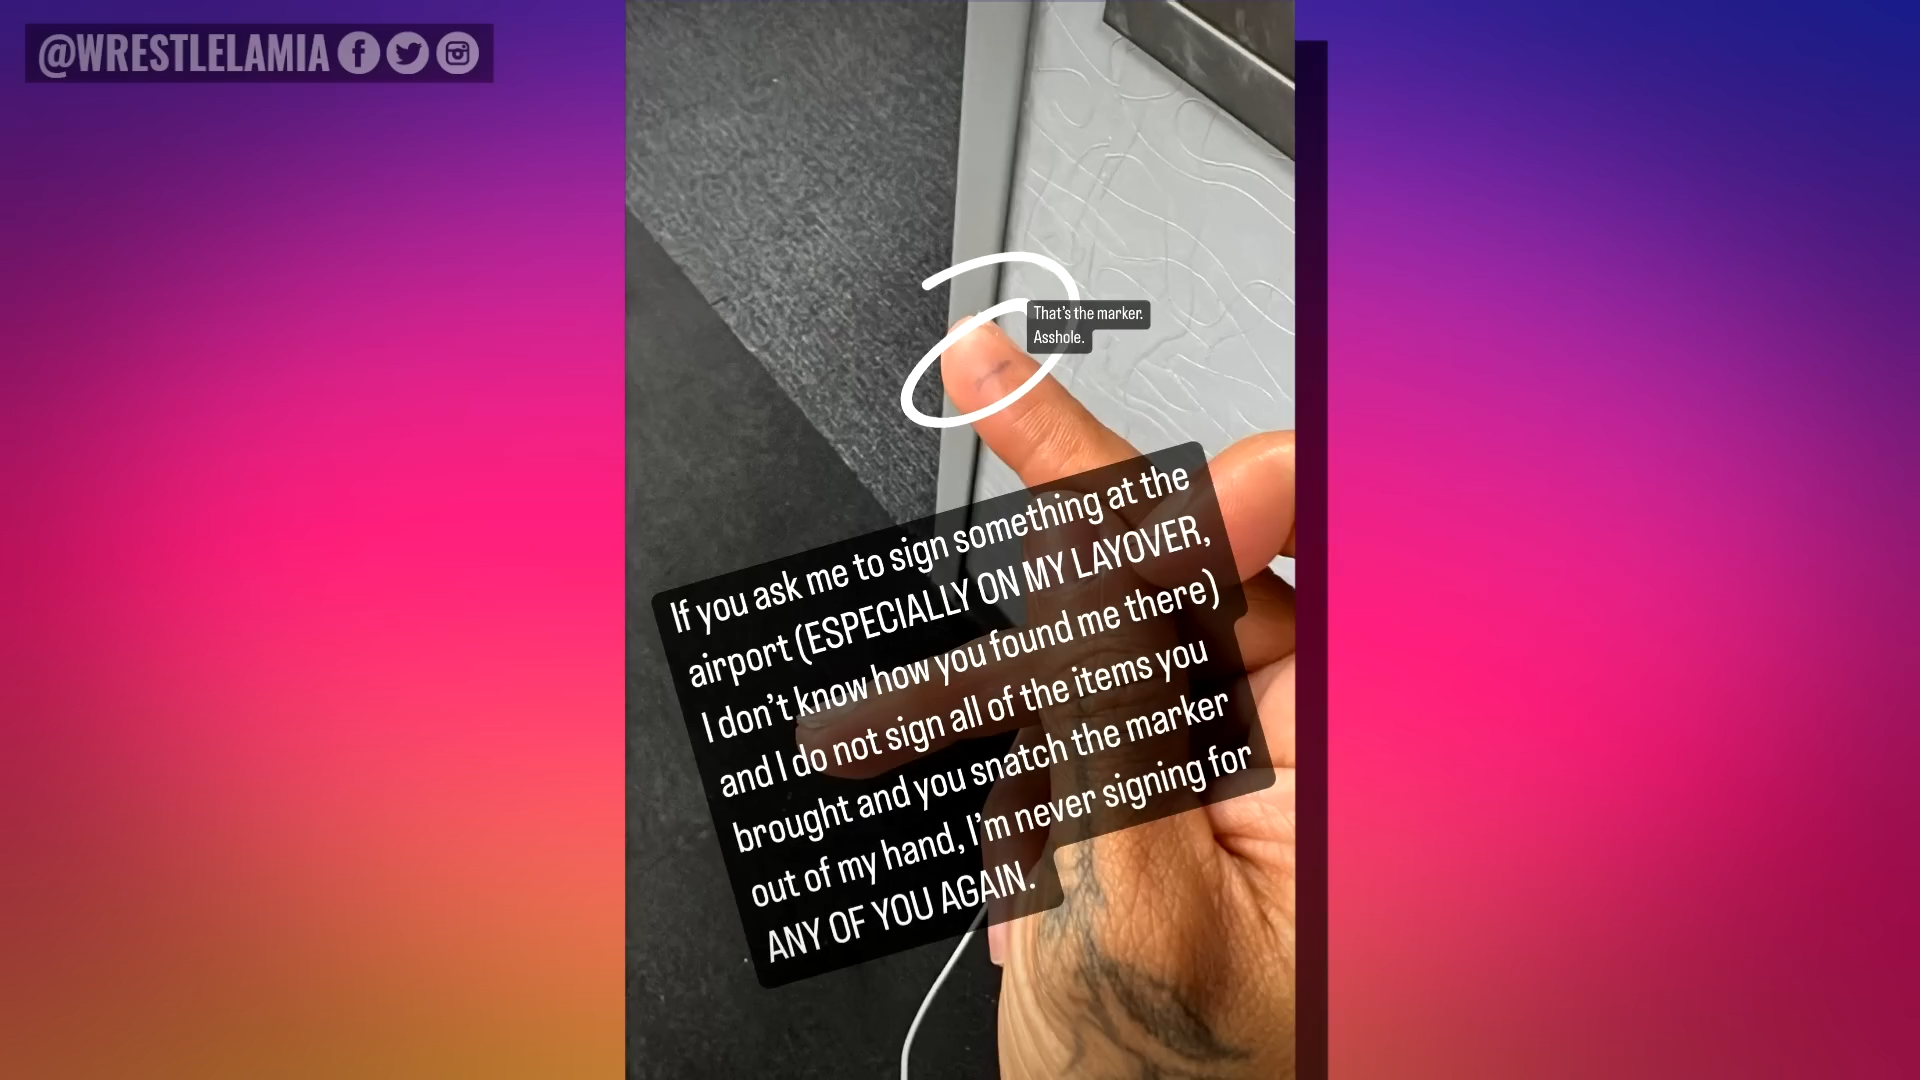 @WRESTLELAMIA
That's the marker.
Asshole.
If you ask me to sign something at the
airport (ESPECIALLY ON MY LAYOVER,
I don't know how you found me there)
and I do not sign all of the items you
brought and you snatch the marker
out of my hand, I'm never signing for
ANY OF YOU AGAIN.